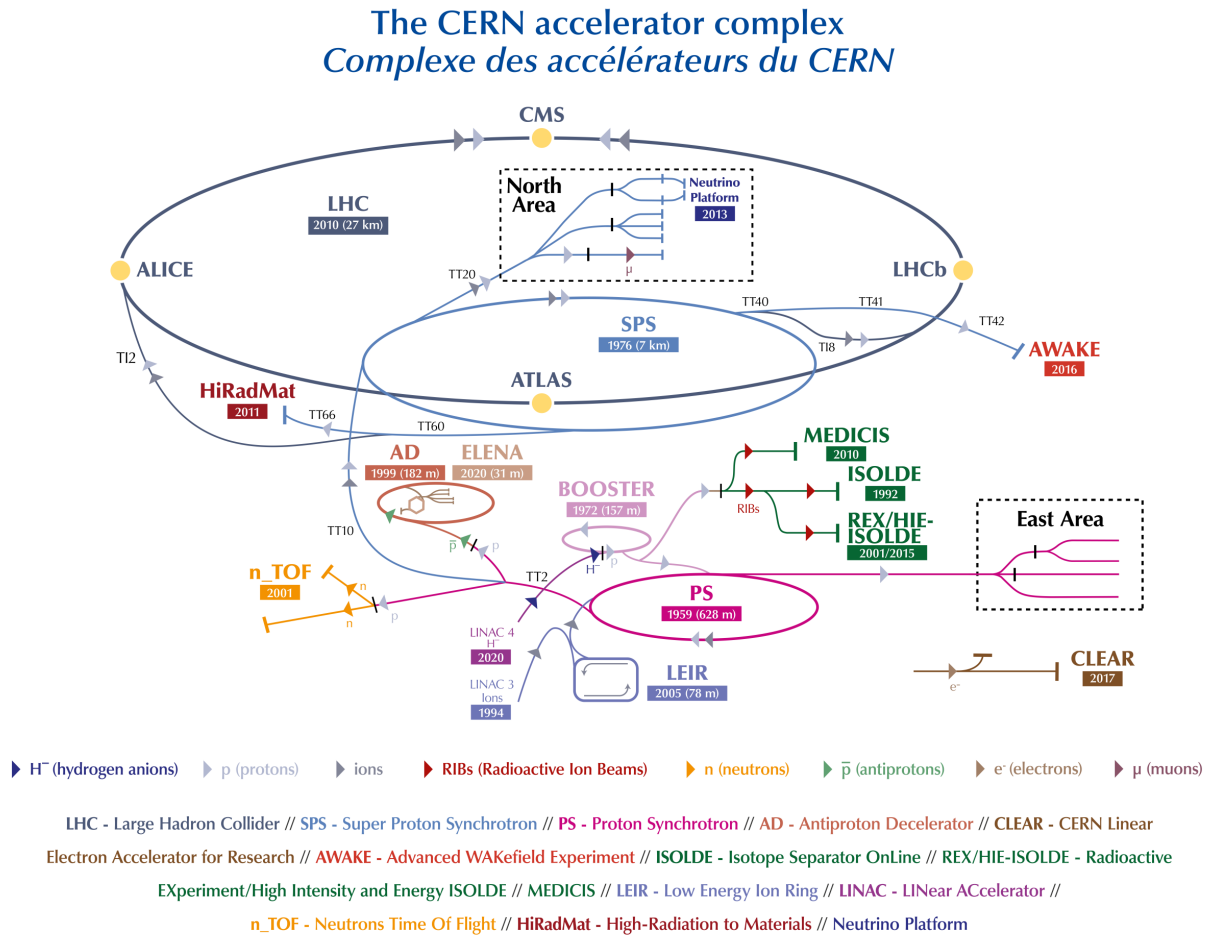 The CERN accelerator complex
Complexe des accélérateurs du CERN
CMS
North
Area
Neutrino
Platform
2013
LHC
2010 (27 km)
μ
ALICE
LHCb
TT20
TT40
TT41
TT42
SPS
1976 (7 km)
TI8
TI2
AWAKE
2016
ATLAS
HiRadMat
2011
TT66
TT60
AD
1999 (182 m)
ELENA
2020 (31 m)
MEDICIS
2010
ISOLDE
1992
RIBs
REX/HIE-
ISOLDE
2001/2015
BOOSTER
1972 (157 m)
East Area
TT10
p̅
p
H⁻
p
n_TOF
2001
n
n
p
TT2
PS
1959 (628 m)
LINAC 4
H⁻
2020
LINAC 3
Ions
1994
LEIR
2005 (78 m)
CLEAR
2017
e⁻
H⁻ (hydrogen anions)
p (protons)
ions
RIBs (Radioactive Ion Beams)
n (neutrons)
p̅ (antiprotons)
e⁻ (electrons)
μ (muons)
LHC - Large Hadron Collider // SPS - Super Proton Synchrotron // PS - Proton Synchrotron // AD - Antiproton Decelerator // CLEAR - CERN Linear
Electron Accelerator for Research // AWAKE - Advanced WAKefield Experiment // ISOLDE - Isotope Separator OnLine // REX/HIE-ISOLDE - Radioactive
EXperiment/High Intensity and Energy ISOLDE // MEDICIS // LEIR - Low Energy Ion Ring // LINAC - LINear ACcelerator //
n_TOF - Neutrons Time Of Flight // HiRadMat - High-Radiation to Materials // Neutrino Platform